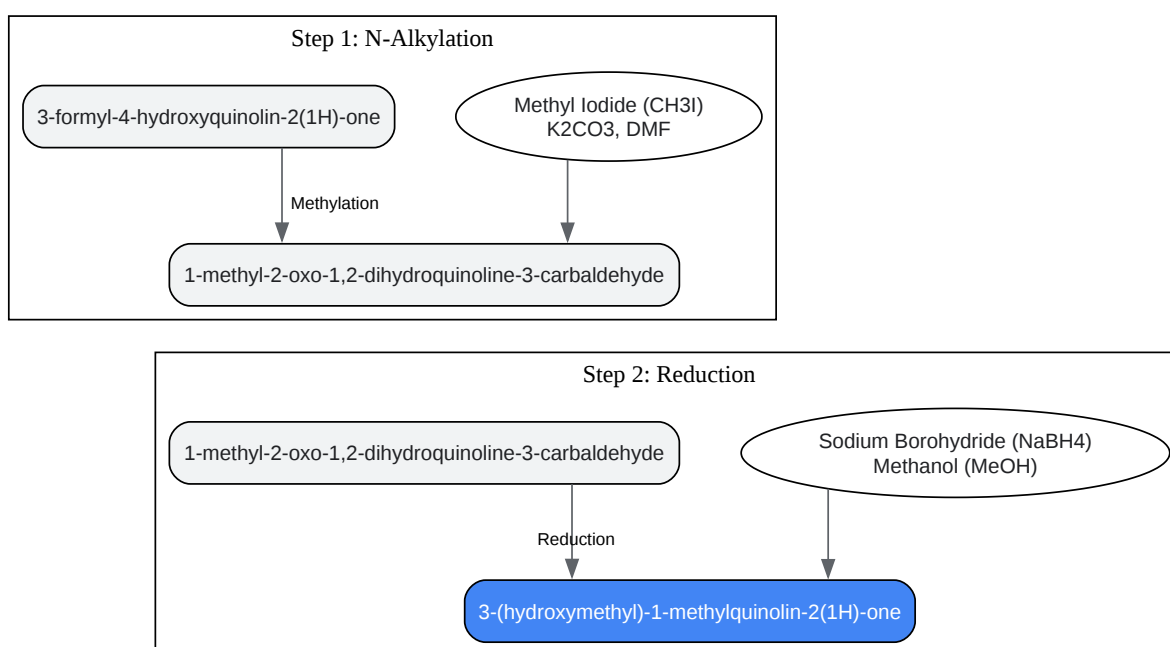 Step 1: N-Alkylation
3-formyl-4-hydroxyquinolin-2(1H)-one
Methyl Iodide (CH3I)
K2CO3, DMF
Methylation
1-methyl-2-oxo-1,2-dihydroquinoline-3-carbaldehyde
Step 2: Reduction
1-methyl-2-oxo-1,2-dihydroquinoline-3-carbaldehyde
Sodium Borohydride (NaBH4)
Methanol (MeOH)
Reduction
3-(hydroxymethyl)-1-methylquinolin-2(1H)-one